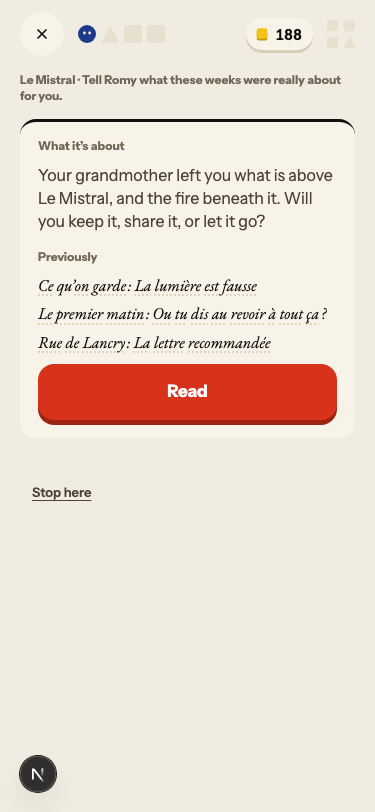 188
Le Mistral · Tell Romy what these weeks were really about
for you.
What it's about
Your grandmother left you what is above
Le Mistral, and the fire beneath it. Will
you keep it, share it, or let it go?
Previously
Ce qu'on garde : La lumière est fausse
Le premier matin : Ou tu dis au revoir à tout ça ?
Rue de Lancry : La lettre recommandée
Read
Stop here
N